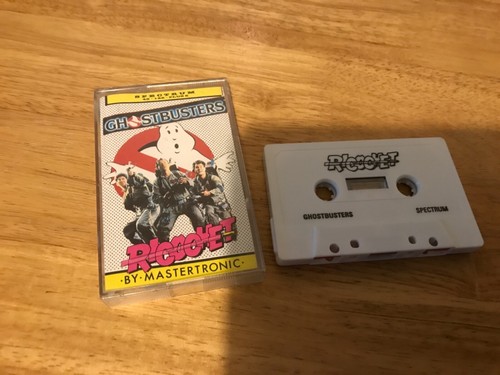 SPECTRUM
GHOSTBUSTERS
RICOCHET
·BY·MASTERTRONIC·
RICOCHET
GHOSTBUSTERS SPECTRUM